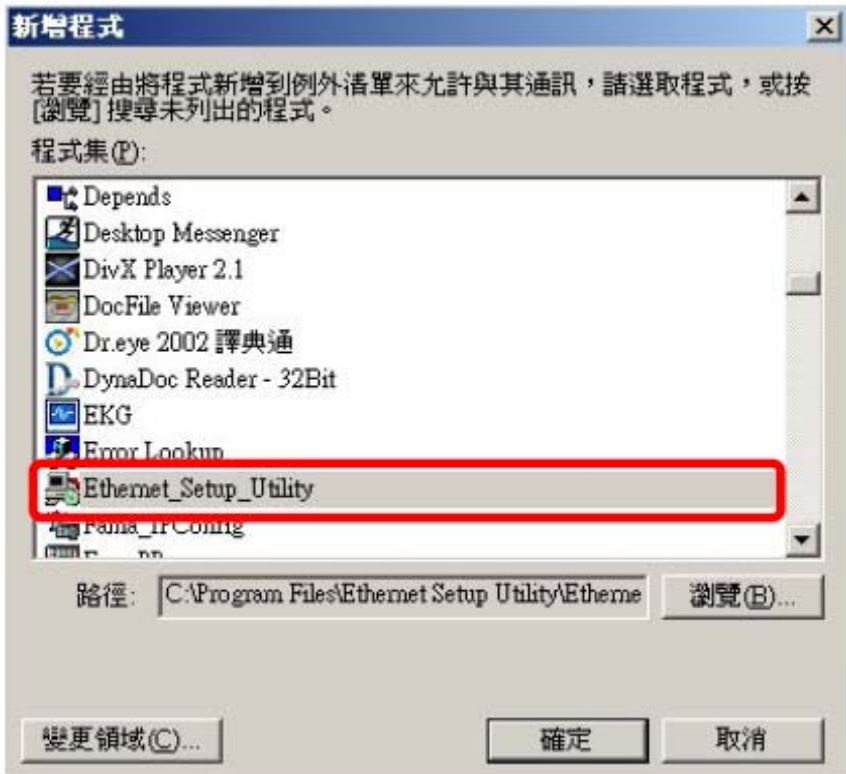 新增程式
若要經由將程式新增到例外清單來允許與其通訊，請選取程式，或按
[瀏覽] 搜尋未列出的程式。
程式集(P):
Depends
Desktop Messenger
DivX Player 2.1
DocFile Viewer
Dr.eye 2002 譯典通
DynaDoc Reader - 32Bit
EKG
Error Lookup
Ethernet_Setup_Utility
Fama_IPConfig
路徑: C:\Program Files\Ethernet Setup Utility\Etherne 瀏覽(B)...
變更領域(C)... 確定 取消